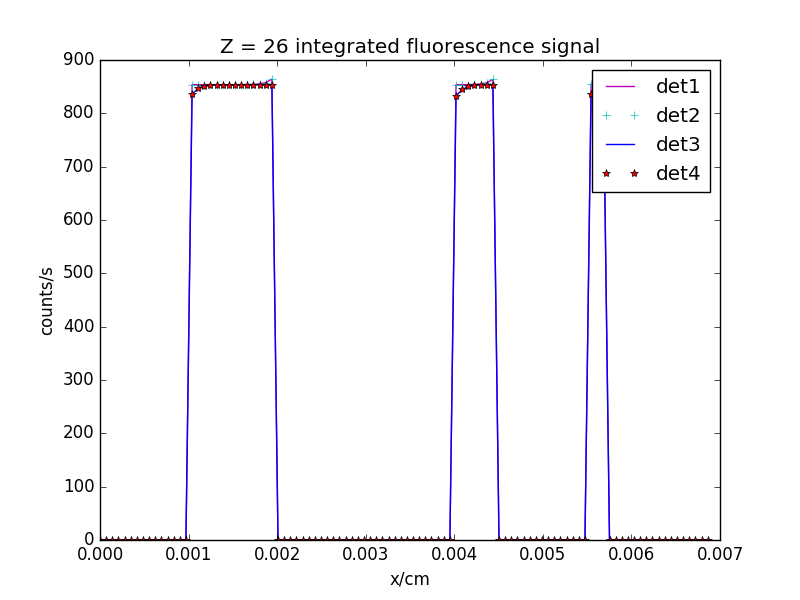 Z = 26 integrated fluorescence signal
900
800
700
600
500
400
300
200
100
0
counts/s
det1
det2
det3
det4
0.000 0.001 0.002 0.003 0.004 0.005 0.006 0.007
x/cm